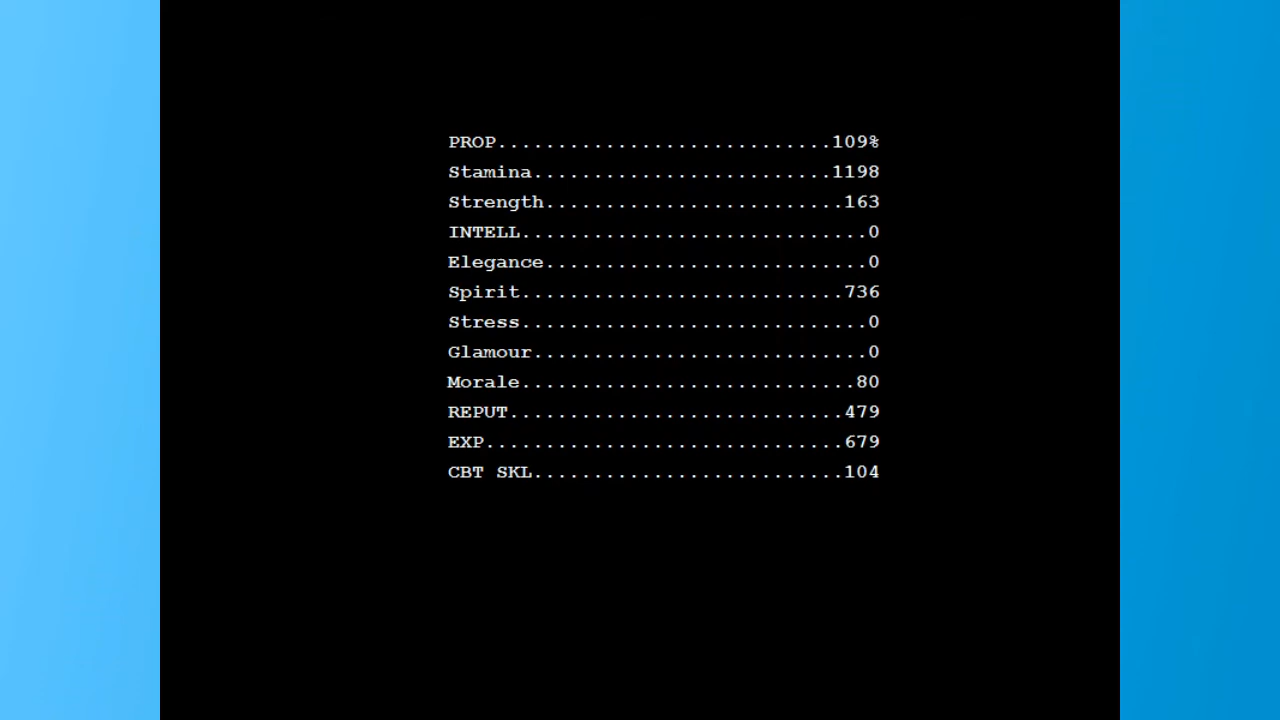 PROP............................109%
Stamina.........................1198
Strength.........................163
INTELL.............................0
Elegance...........................0
Spirit...........................736
Stress.............................0
Glamour............................0
Morale............................80
REPUT............................479
EXP..............................679
CBT SKL..........................104